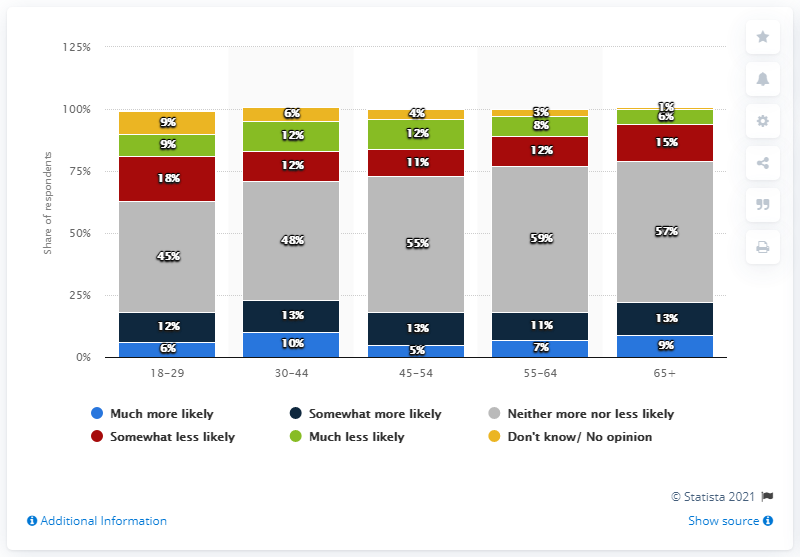 125%
100%
75%
50%
25%
0%
Share of respondents
9% 6% 4% 3% 1%
9% 12% 12% 8% 6%
18% 12% 11% 12% 15%
45% 48% 55% 59% 57%
12% 13% 13% 11% 13%
6% 10% 5% 7% 9%
18-29 30-44 45-54 55-64 65+
Much more likely Somewhat more likely Neither more nor less likely
Somewhat less likely Much less likely Don't know/ No opinion
© Statista 2021
Additional Information Show source